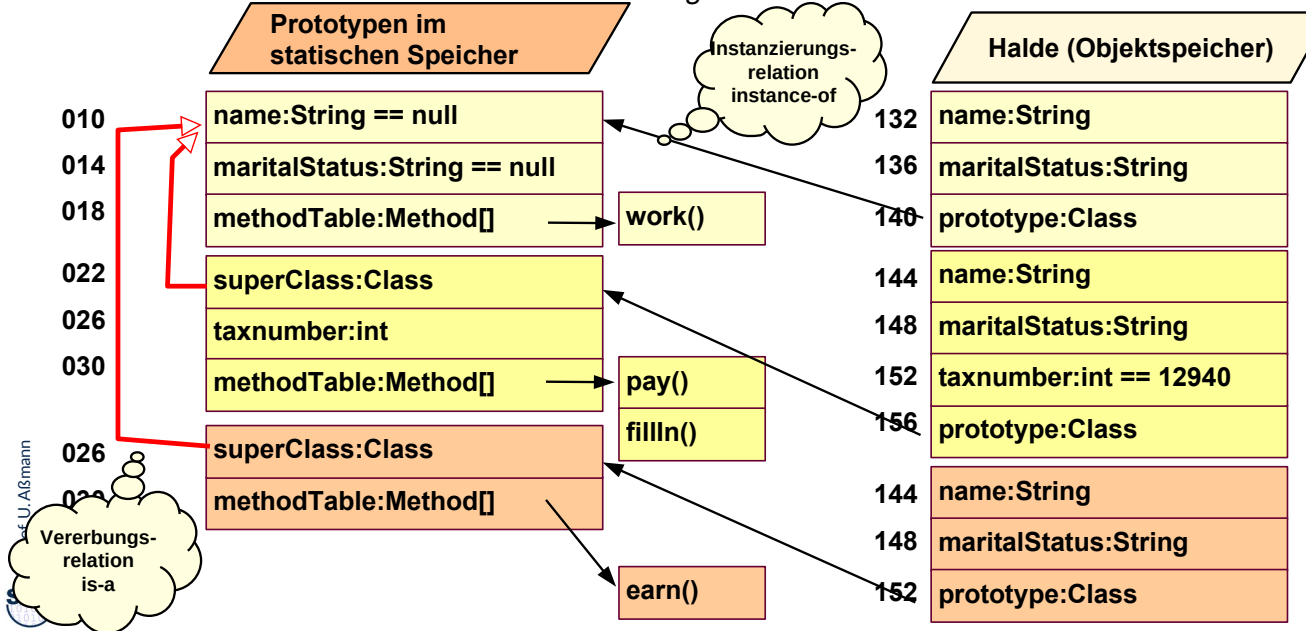 Prototypen im
statischen Speicher
Instanzierungs-
relation
instance-of
Halde (Objektspeicher)
010
name:String == null
014
maritalStatus:String == null
018
methodTable:Method[]
work()
022
superClass:Class
026
taxnumber:int
030
methodTable:Method[]
pay()
fillIn()
026
superClass:Class
methodTable:Method[]
earn()
132
name:String
136
maritalStatus:String
140
prototype:Class
144
name:String
148
maritalStatus:String
152
taxnumber:int == 12940
156
prototype:Class
144
name:String
148
maritalStatus:String
152
prototype:Class
U. Aßmann
Vererbungs-
relation
is-a